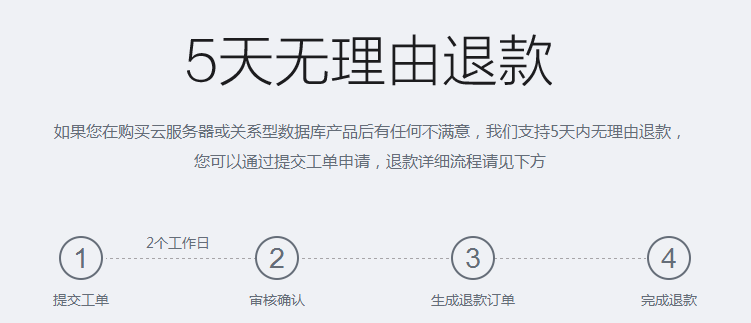 5天无理由退款
如果您在购买云服务器或关系型数据库产品后有任何不满意，我们支持5天内无理由退款，
您可以通过提交工单申请，退款详细流程请见下方
2个工作日
1 2 3 4
提交工单 审核确认 生成退款订单 完成退款